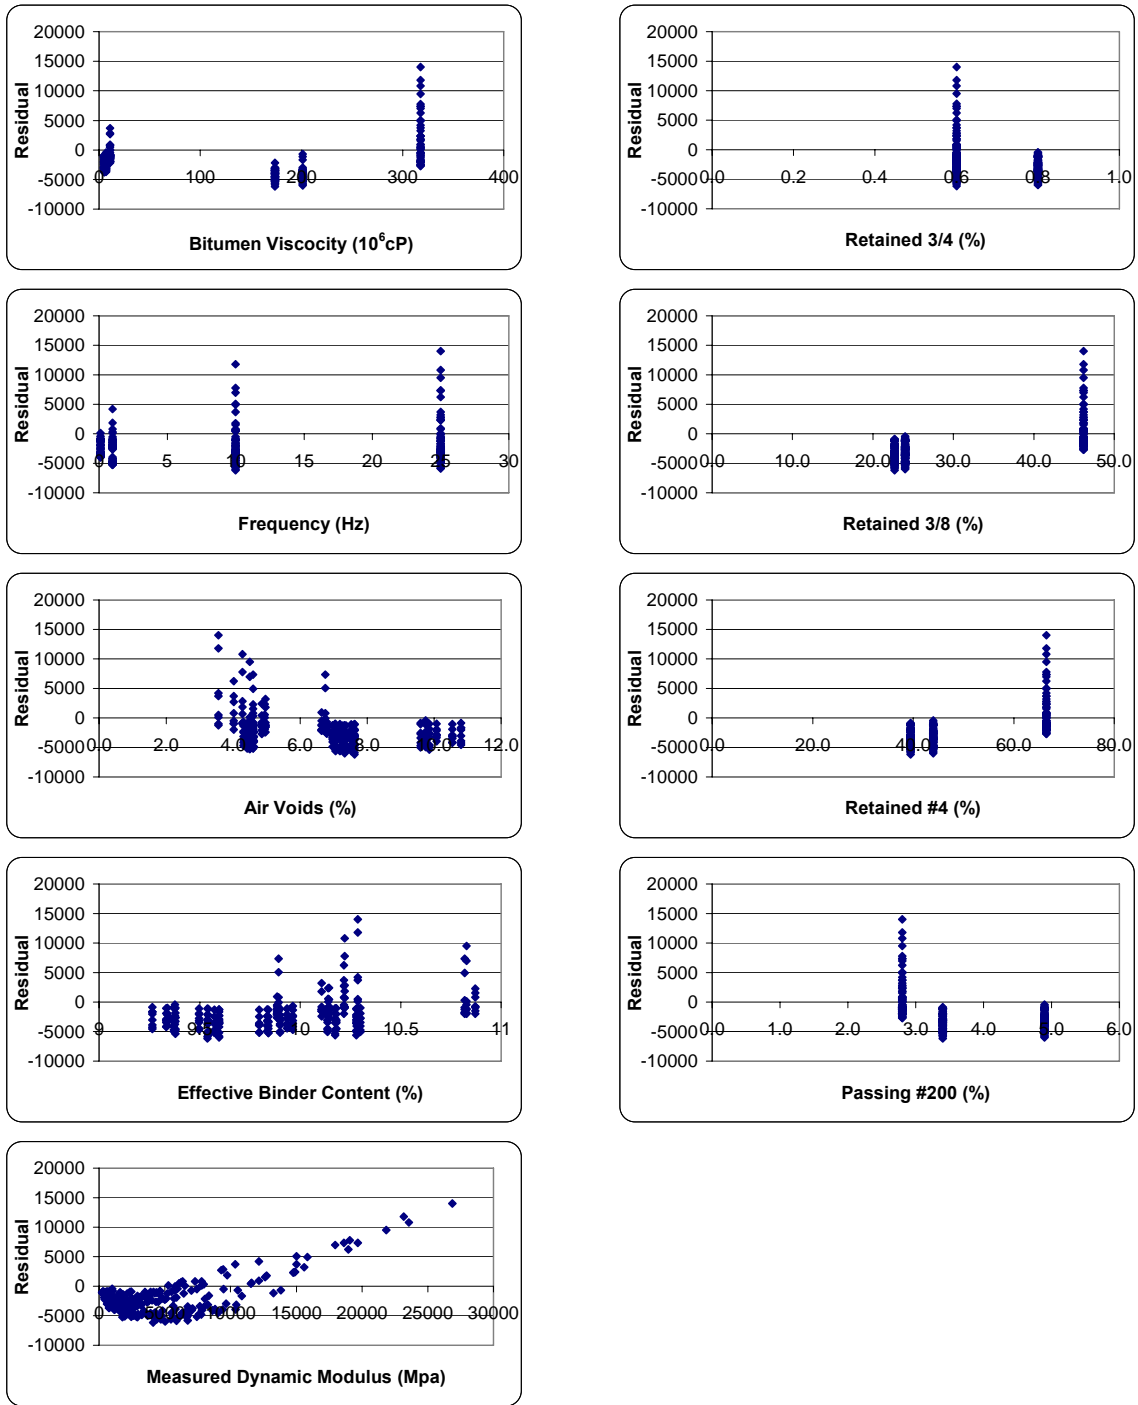 20000
15000
10000
5000
0
-5000
-10000
Residual
0 100 200 300 400
Bitumen Viscocity (10^6cP)
20000
15000
10000
5000
0
-5000
-10000
Residual
0.0 0.2 0.4 0.6 0.8 1.0
Retained 3/4 (%)
20000
15000
10000
5000
0
-5000
-10000
Residual
0 5 10 15 20 25 30
Frequency (Hz)
20000
15000
10000
5000
0
-5000
-10000
Residual
0.0 10.0 20.0 30.0 40.0 50.0
Retained 3/8 (%)
20000
15000
10000
5000
0
-5000
-10000
Residual
0.0 2.0 4.0 6.0 8.0 10.0 12.0
Air Voids (%)
20000
15000
10000
5000
0
-5000
-10000
Residual
0.0 20.0 40.0 60.0 80.0
Retained #4 (%)
20000
15000
10000
5000
0
-5000
-10000
Residual
9 9.5 10 10.5 11
Effective Binder Content (%)
20000
15000
10000
5000
0
-5000
-10000
Residual
0.0 1.0 2.0 3.0 4.0 5.0 6.0
Passing #200 (%)
20000
15000
10000
5000
0
-5000
-10000
Residual
0 5000 10000 15000 20000 25000 30000
Measured Dynamic Modulus (Mpa)